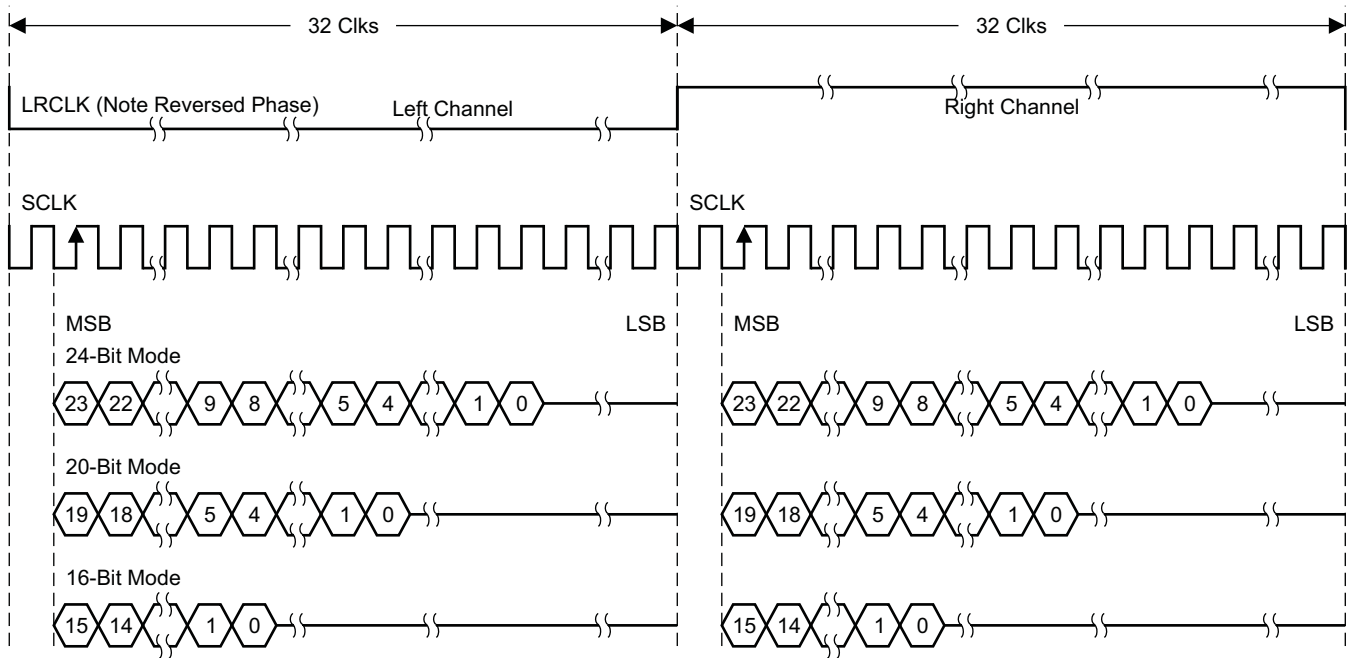 32 Clks 32 Clks
LRCLK (Note Reversed Phase) Left Channel Right Channel
SCLK SCLK
MSB LSB MSB LSB
24-Bit Mode
23 22 9 8 5 4 1 0 23 22 9 8 5 4 1 0
20-Bit Mode
19 18 5 4 1 0 19 18 5 4 1 0
16-Bit Mode
15 14 1 0 15 14 1 0